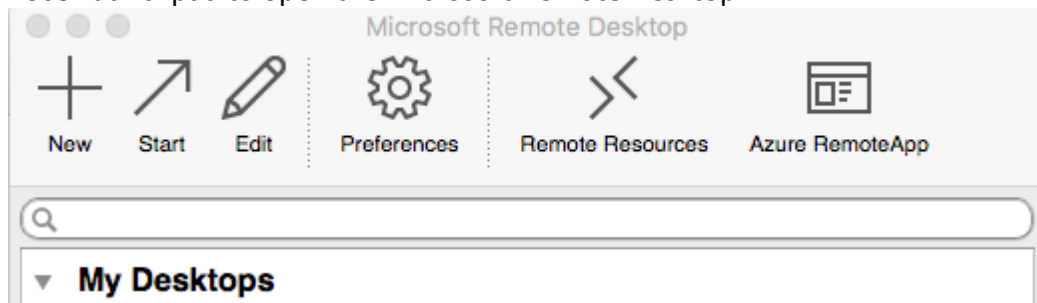 Microsoft Remote Desktop
New Start Edit Preferences Remote Resources Azure RemoteApp
My Desktops